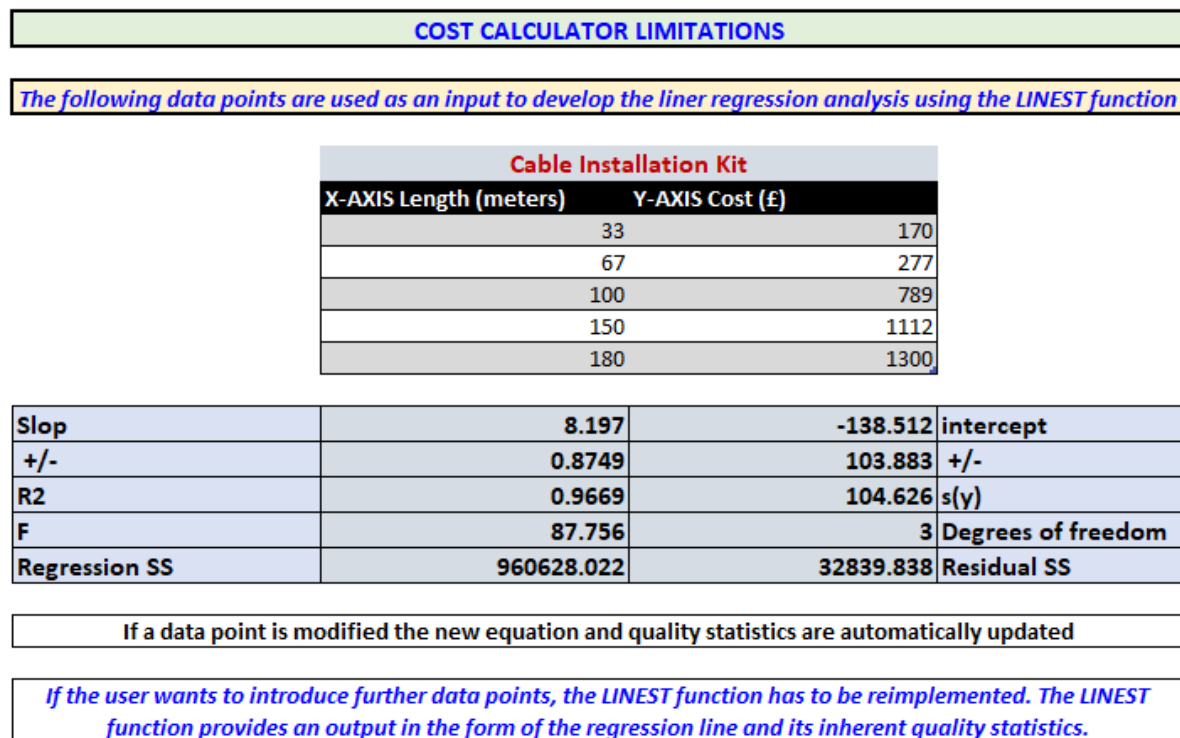 COST CALCULATOR LIMITATIONS
The following data points are used as an input to develop the liner regression analysis using the LINEST function
Cable Installation Kit
X-AXIS Length (meters) Y-AXIS Cost (£)
33 170
67 277
100 789
150 1112
180 1300
Slop 8.197 -138.512 intercept
+/- 0.8749 103.883 +/-
R2 0.9669 104.626 s(y)
F 87.756 3 Degrees of freedom
Regression SS 960628.022 32839.838 Residual SS
If a data point is modified the new equation and quality statistics are automatically updated
If the user wants to introduce further data points, the LINEST function has to be reimplemented. The LINEST
function provides an output in the form of the regression line and its inherent quality statistics.